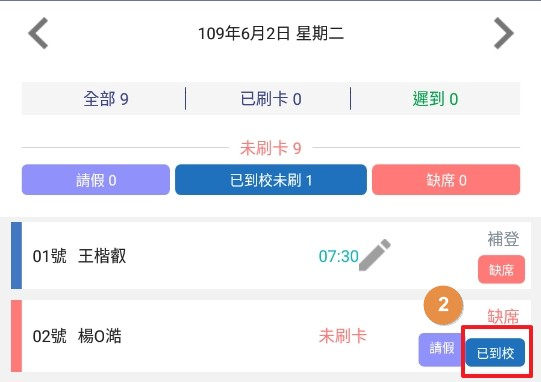 109年6月2日 星期二
全部 9 已刷卡 0 遲到 0
未刷卡 9
請假 0 已到校未刷 1 缺席 0
補登
01號 王楷叡 07:30
缺席
2 缺席
02號 楊O澔 未刷卡 請假 已到校